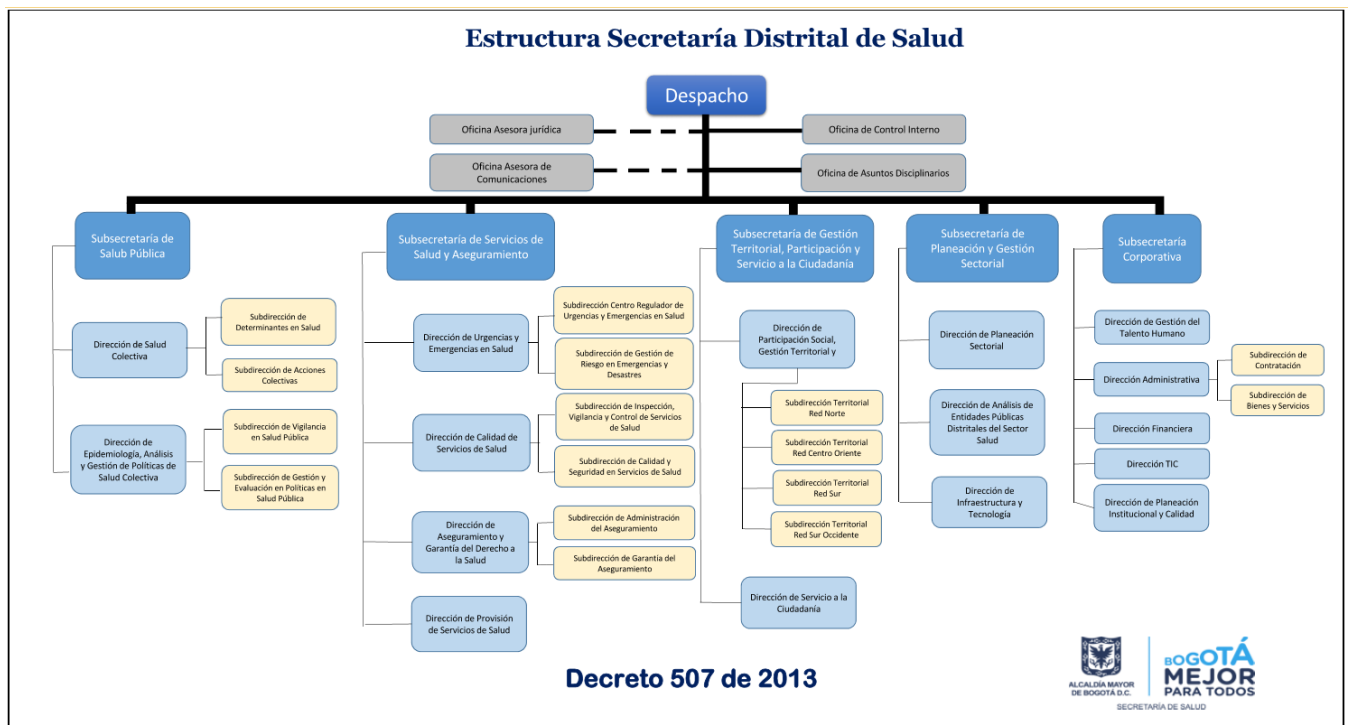 Estructura Secretaría Distrital de Salud
Despacho
Oficina Asesora jurídica
Oficina de Control Interno
Oficina Asesora de
Comunicaciones
Oficina de Asuntos Disciplinarios
Subsecretaría de
Salub Pública
Subsecretaría de Servicios de
Salud y Aseguramiento
Subsecretaría de Gestión
Territorial, Participación y
Servicio a la Ciudadanía
Subsecretaría de
Planeación y Gestión
Sectorial
Subsecretaría
Corporativa
Dirección de Salud
Colectiva
Subdirección de
Determinantes en Salud
Subdirección de Acciones
Colectivas
Dirección de
Epidemiología, Análisis
y Gestión de Políticas de
Salud Colectiva
Subdirección de Vigilancia
en Salud Pública
Subdirección de Gestión y
Evaluación en Políticas en
Salud Pública
Dirección de Urgencias y
Emergencias en Salud
Subdirección Centro Regulador de
Urgencias y Emergencias en Salud
Subdirección de Gestión de
Riesgo en Emergencias y
Desastres
Dirección de Calidad de
Servicios de Salud
Subdirección de Inspección,
Vigilancia y Control de Servicios
de Salud
Subdirección de Calidad y
Seguridad en Servicios de Salud
Dirección de
Aseguramiento y
Garantía del Derecho a
la Salud
Subdirección de Administración
del Aseguramiento
Subdirección de Garantía del
Aseguramiento
Dirección de Provisión
de Servicios de Salud
Dirección de
Participación Social,
Gestión Territorial y
Subdirección Territorial
Red Norte
Subdirección Territorial
Red Centro Oriente
Subdirección Territorial
Red Sur
Subdirección Territorial
Red Sur Occidente
Dirección de Servicio a la
Ciudadanía
Dirección de Planeación
Sectorial
Dirección de Análisis de
Entidades Públicas
Distritales del Sector
Salud
Dirección de
Infraestructura y
Tecnología
Dirección de Gestión del
Talento Humano
Dirección Administrativa
Subdirección de
Contratación
Subdirección de
Bienes y Servicios
Dirección Financiera
Dirección TIC
Dirección de Planeación
Institucional y Calidad
Decreto 507 de 2013
ALCALDÍA MAYOR
DE BOGOTÁ D.C.
BOGOTÁ
MEJOR
PARA TODOS
SECRETARÍA DE SALUD